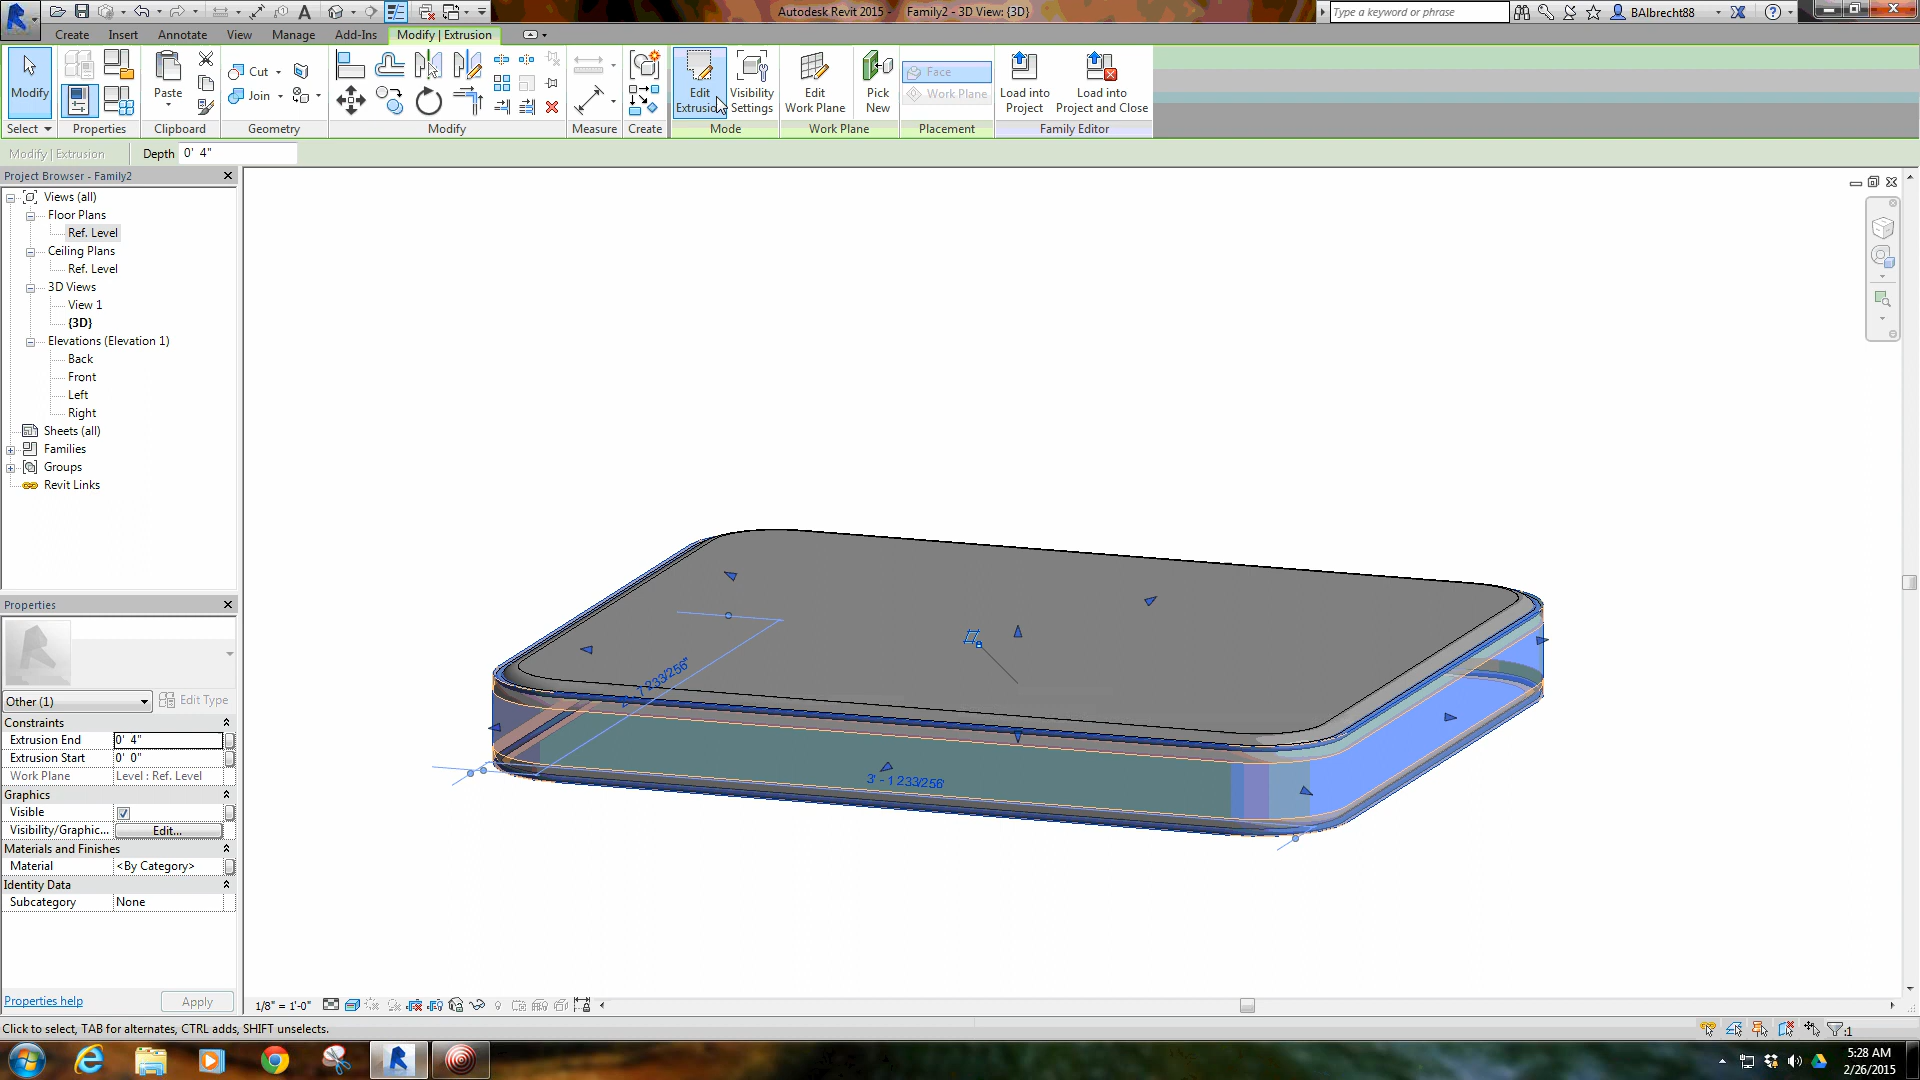 Autodesk Revit 2015 - Family2 - 3D View: {3D}
Type a keyword or phrase
BAlbrecht88
Create Insert Annotate View Manage Add-Ins Modify | Extrusion
Modify
Paste
Cut
Join
Edit Extrusion
Visibility Settings
Edit Work Plane
Pick New
Face
Work Plane
Load into Project
Load into Project and Close
Select Properties Clipboard Geometry Modify Measure Create Mode Work Plane Placement Family Editor
Modify | Extrusion
Depth 0' 4"
Project Browser - Family2
Views (all)
Floor Plans
Ref. Level
Ceiling Plans
Ref. Level
3D Views
View 1
{3D}
Elevations (Elevation 1)
Back
Front
Left
Right
Sheets (all)
Families
Groups
Revit Links
Properties
Other (1)
Edit Type
Constraints
Extrusion End 0' 4"
Extrusion Start 0' 0"
Work Plane Level : Ref. Level
Graphics
Visible
Visibility/Graphic... Edit...
Materials and Finishes
Material <By Category>
Identity Data
Subcategory None
Properties help
Apply
7 233/256"
3' - 1 233/256"
1/8" = 1'-0"
Click to select, TAB for alternates, CTRL adds, SHIFT unselects.
:1
5:28 AM
2/26/2015